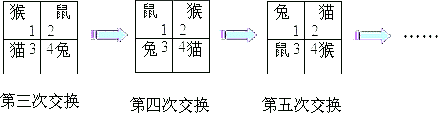 猴 鼠 鼠 猴 兔 猫
1 2 1 2 1 2
猫 3 4 兔 兔 3 4 猫 鼠 3 4 猴
……
第三次交换 第四次交换 第五次交换